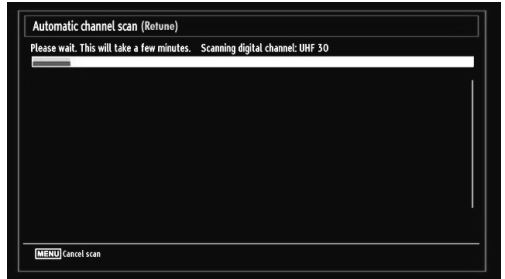 Automatic channel scan (Retune)
Please wait. This will take a few minutes. Scanning digital channel: UHF 30
MENU Cancel scan